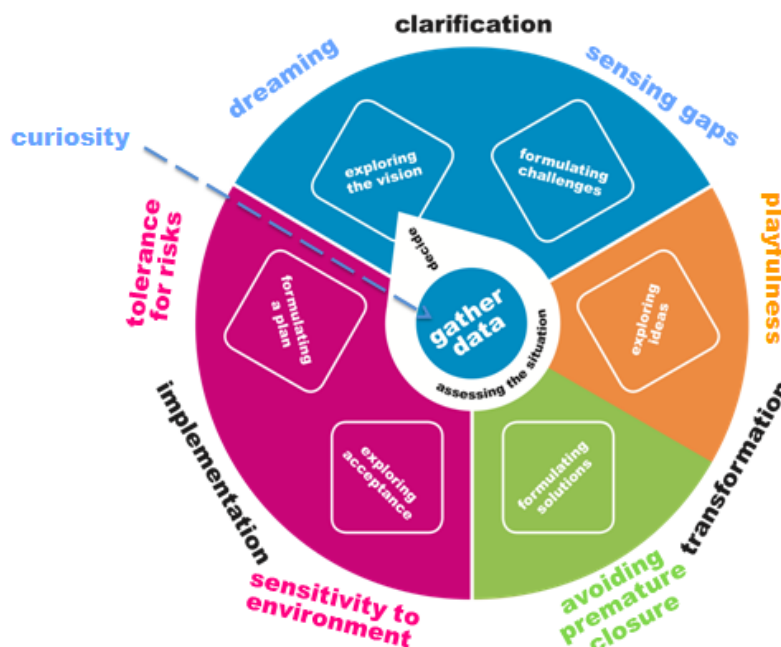 clarification
dreaming
sensing gaps
curiosity
exploring
the vision
formulating
challenges
playfulness
tolerance
for risks
decide
gather
data
assessing the situation
formulating
a plan
exploring
ideas
implementation
transformation
exploring
acceptance
formulating
solutions
sensitivity to
environment
avoiding
premature
closure